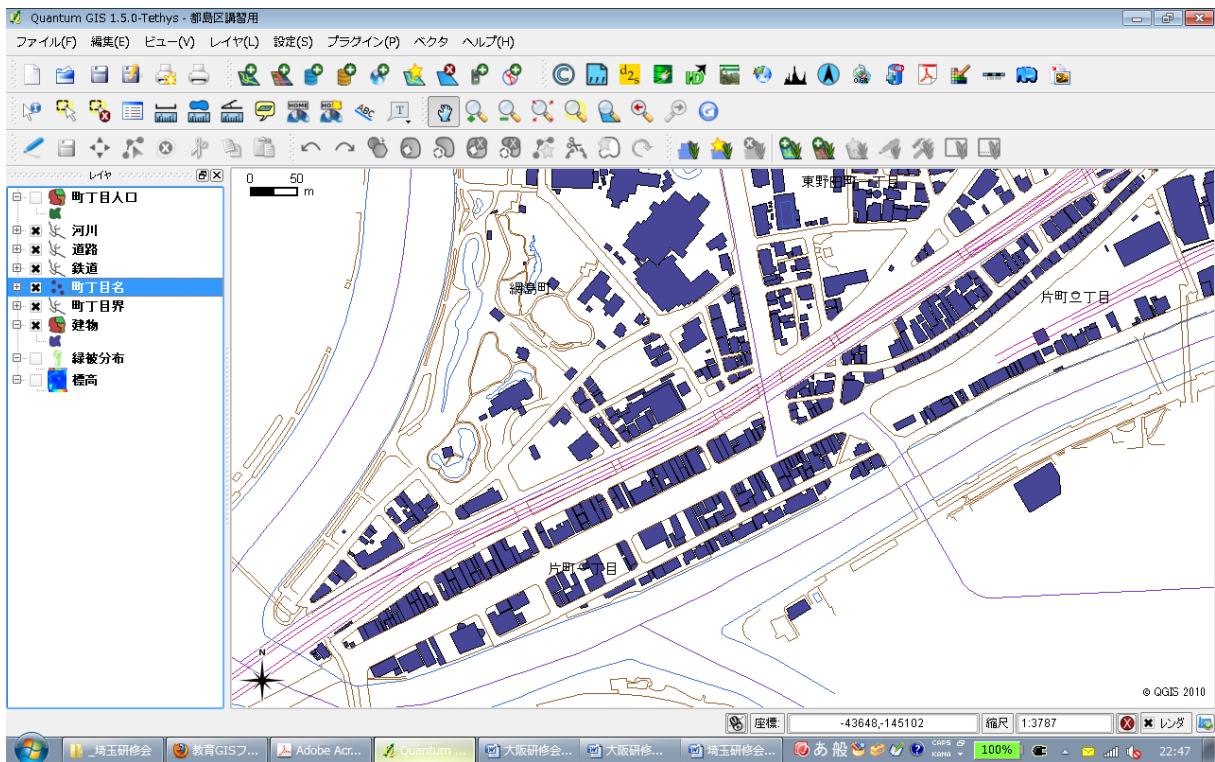 Quantum GIS 1.5.0-Tethys - 都島区講習用
ファイル(F) 編集(E) ビュー(V) レイヤ(L) 設定(S) プラグイン(P) ベクタ ヘルプ(H)
レイヤ
町丁目人口
河川
道路
鉄道
町丁目名
町丁目界
建物
緑被分布
標高
0 50
m
東野田町一丁目
網島町
片町二丁目
片町一丁目
N
© QGIS 2010
座標: -43648,-145102 縮尺 1:3787 レンダ
_埼玉研修会 教育GISフ... Adobe Acr... Quantum ... 大阪研修会... 大阪研修... 埼玉研修会... あ 般 CAPS KANA 100% 22:47